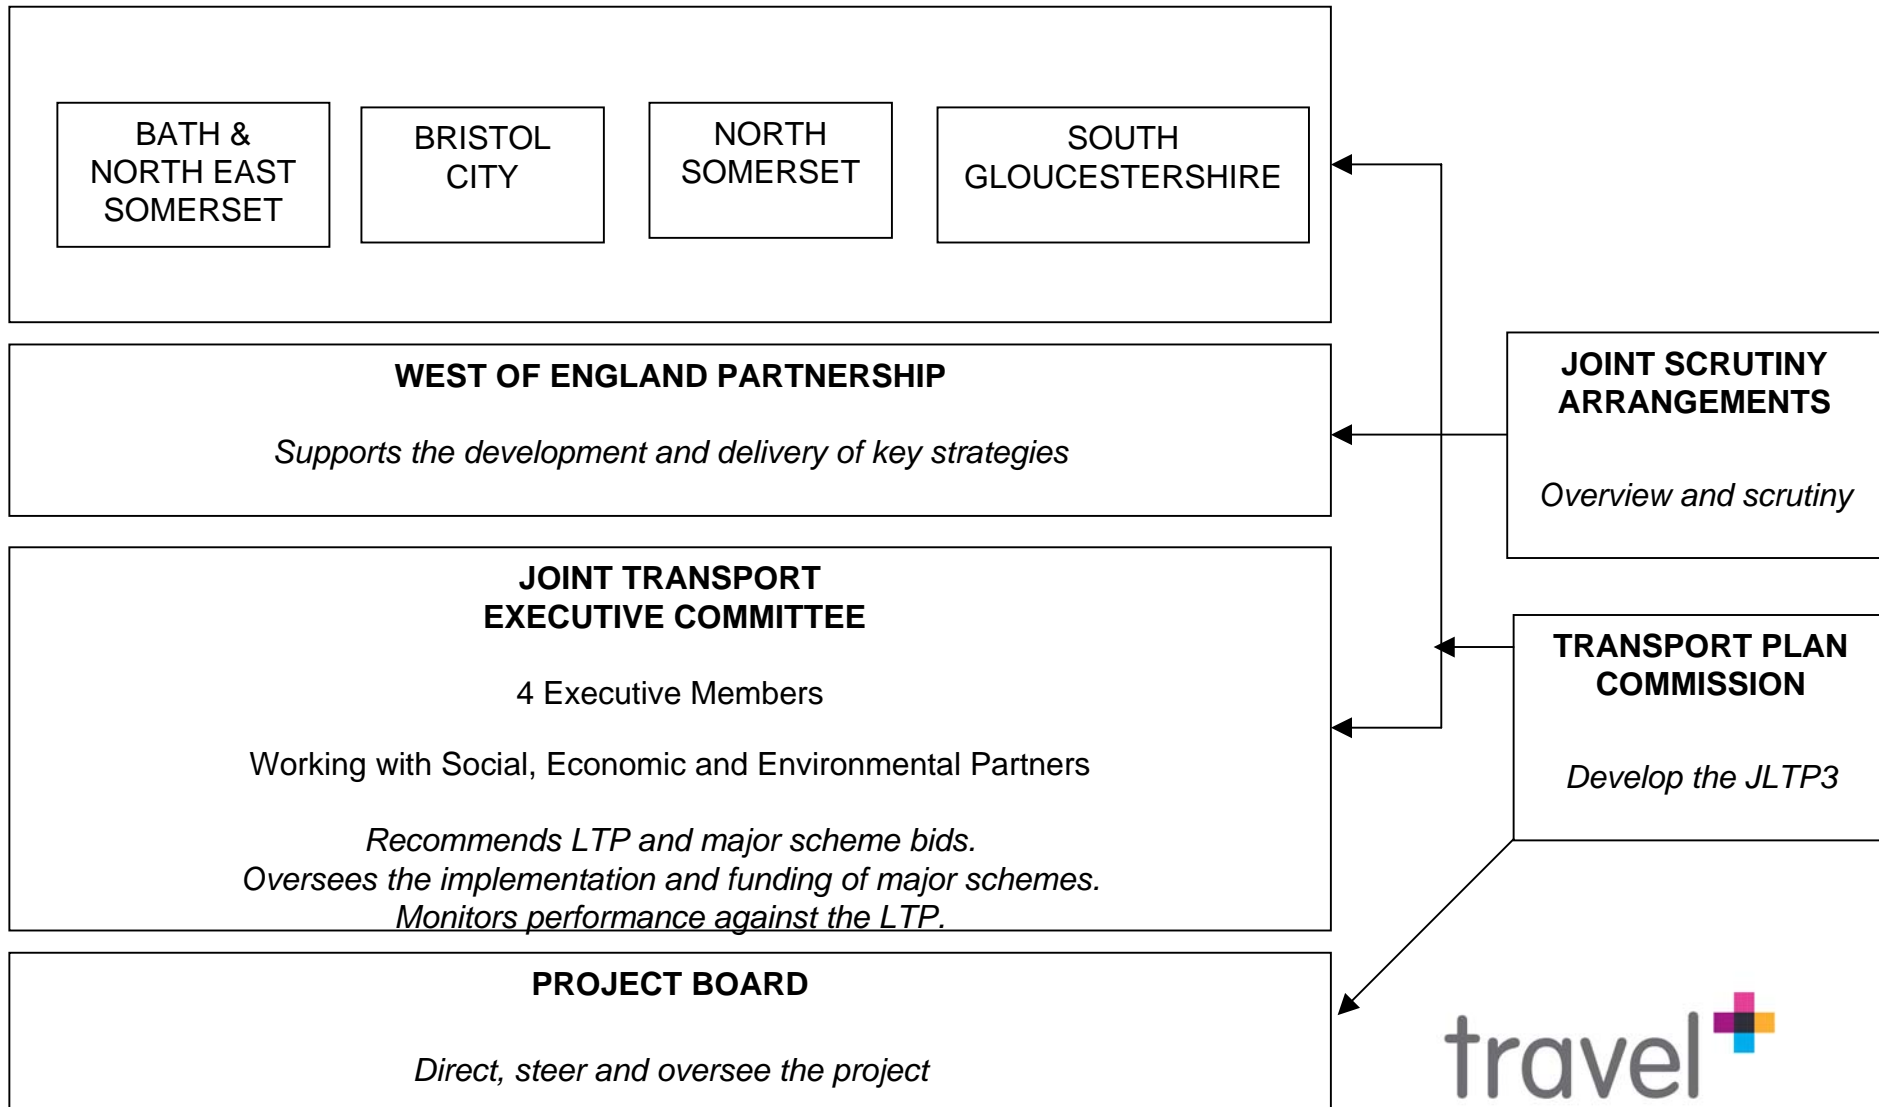 BATH &
NORTH EAST
SOMERSET
BRISTOL
CITY
NORTH
SOMERSET
SOUTH
GLOUCESTERSHIRE
WEST OF ENGLAND PARTNERSHIP
Supports the development and delivery of key strategies
JOINT SCRUTINY
ARRANGEMENTS
Overview and scrutiny
JOINT TRANSPORT
EXECUTIVE COMMITTEE
4 Executive Members
Working with Social, Economic and Environmental Partners
Recommends LTP and major scheme bids.
Oversees the implementation and funding of major schemes.
Monitors performance against the LTP.
TRANSPORT PLAN
COMMISSION
Develop the JLTP3
PROJECT BOARD
Direct, steer and oversee the project
travel